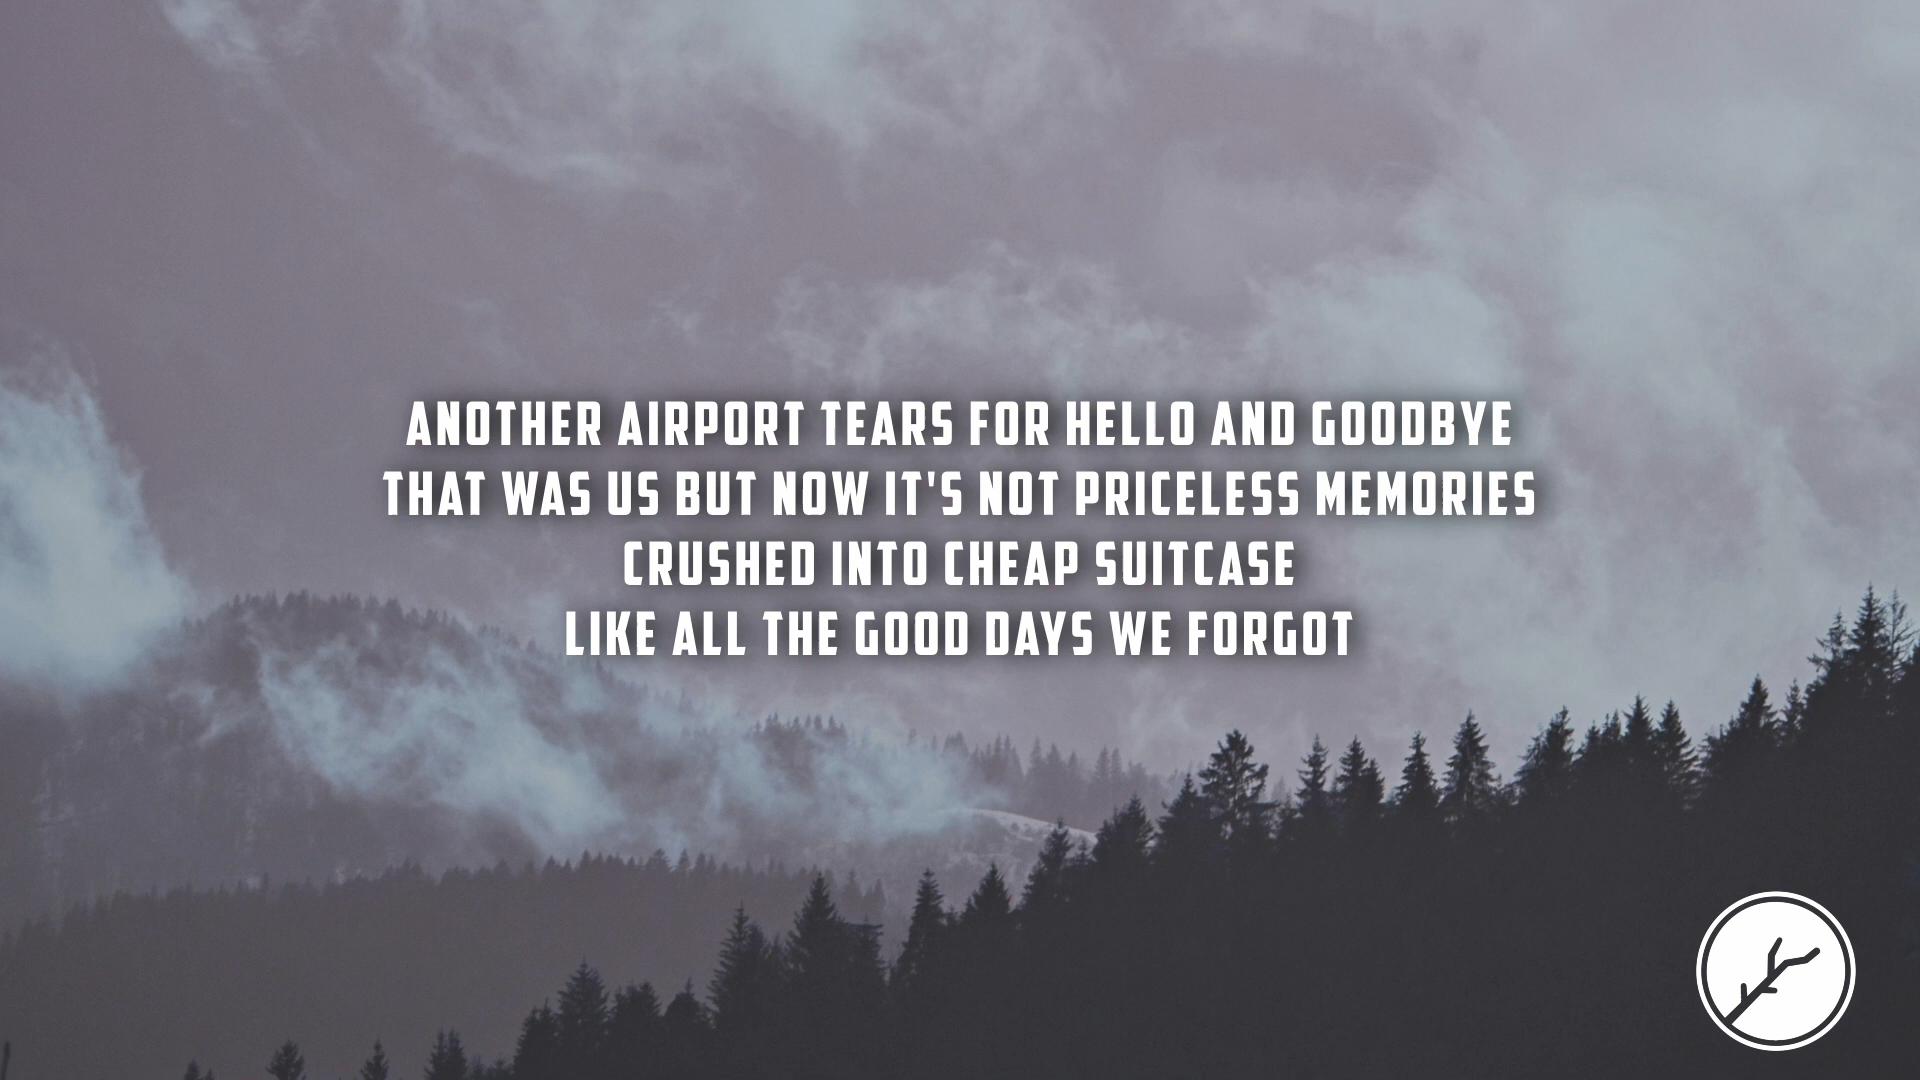 ANOTHER AIRPORT TEARS FOR HELLO AND GOODBYE
THAT WAS US BUT NOW IT'S NOT PRICELESS MEMORIES
CRUSHED INTO CHEAP SUITCASE
LIKE ALL THE GOOD DAYS WE FORGOT